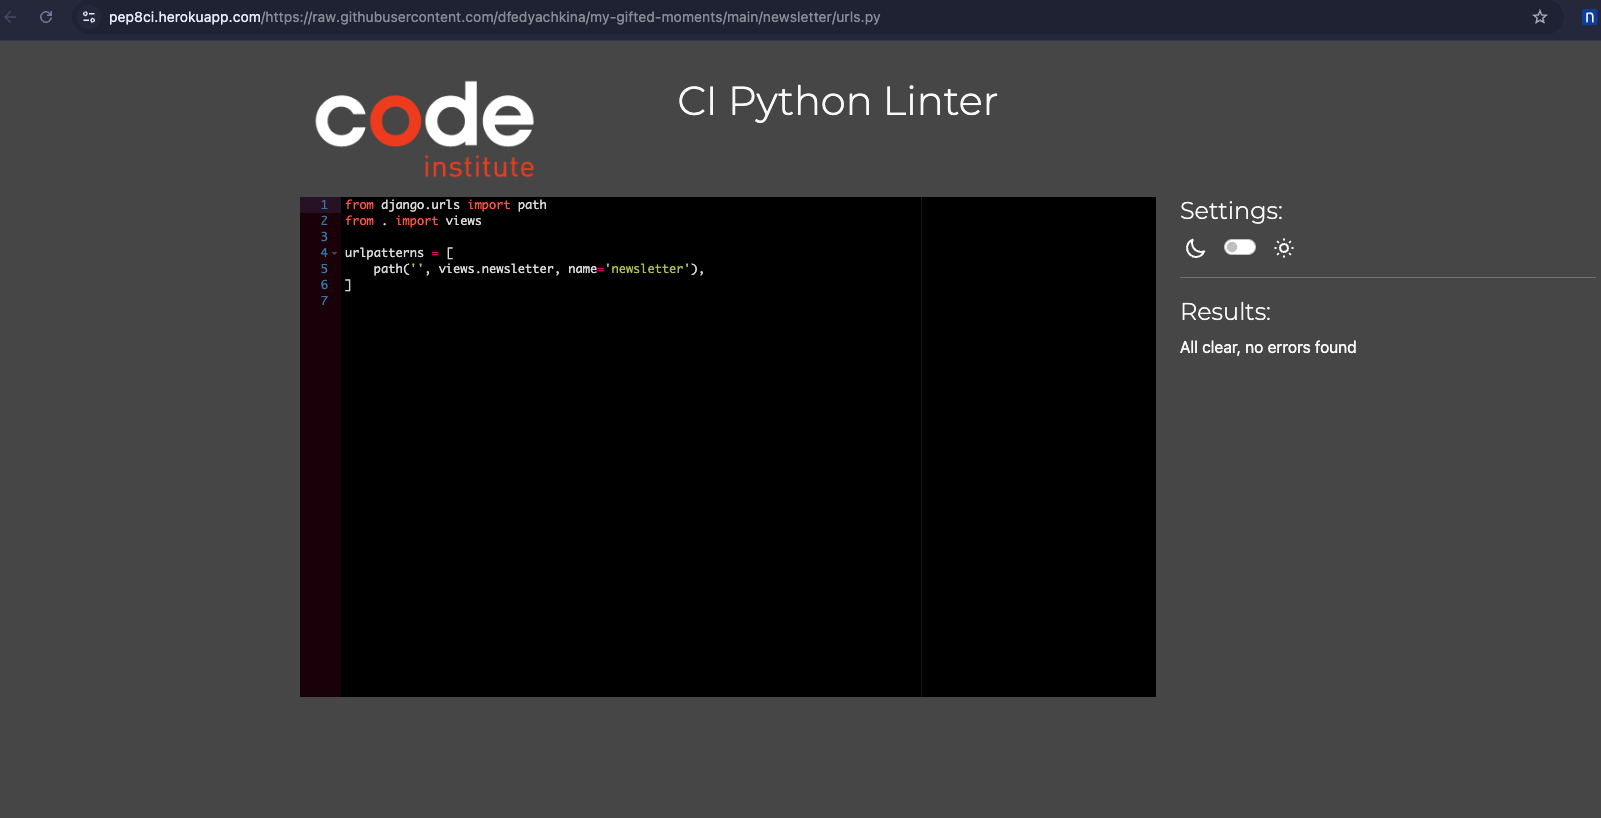 pep8ci.herokuapp.com/https://raw.githubusercontent.com/dfedyachkina/my-gifted-moments/main/newsletter/urls.py
n
code
institute
CI Python Linter
1 from django.urls import path
2 from . import views
3
4 urlpatterns = [
5     path('', views.newsletter, name='newsletter'),
6 ]
7
Settings:
Results:
All clear, no errors found